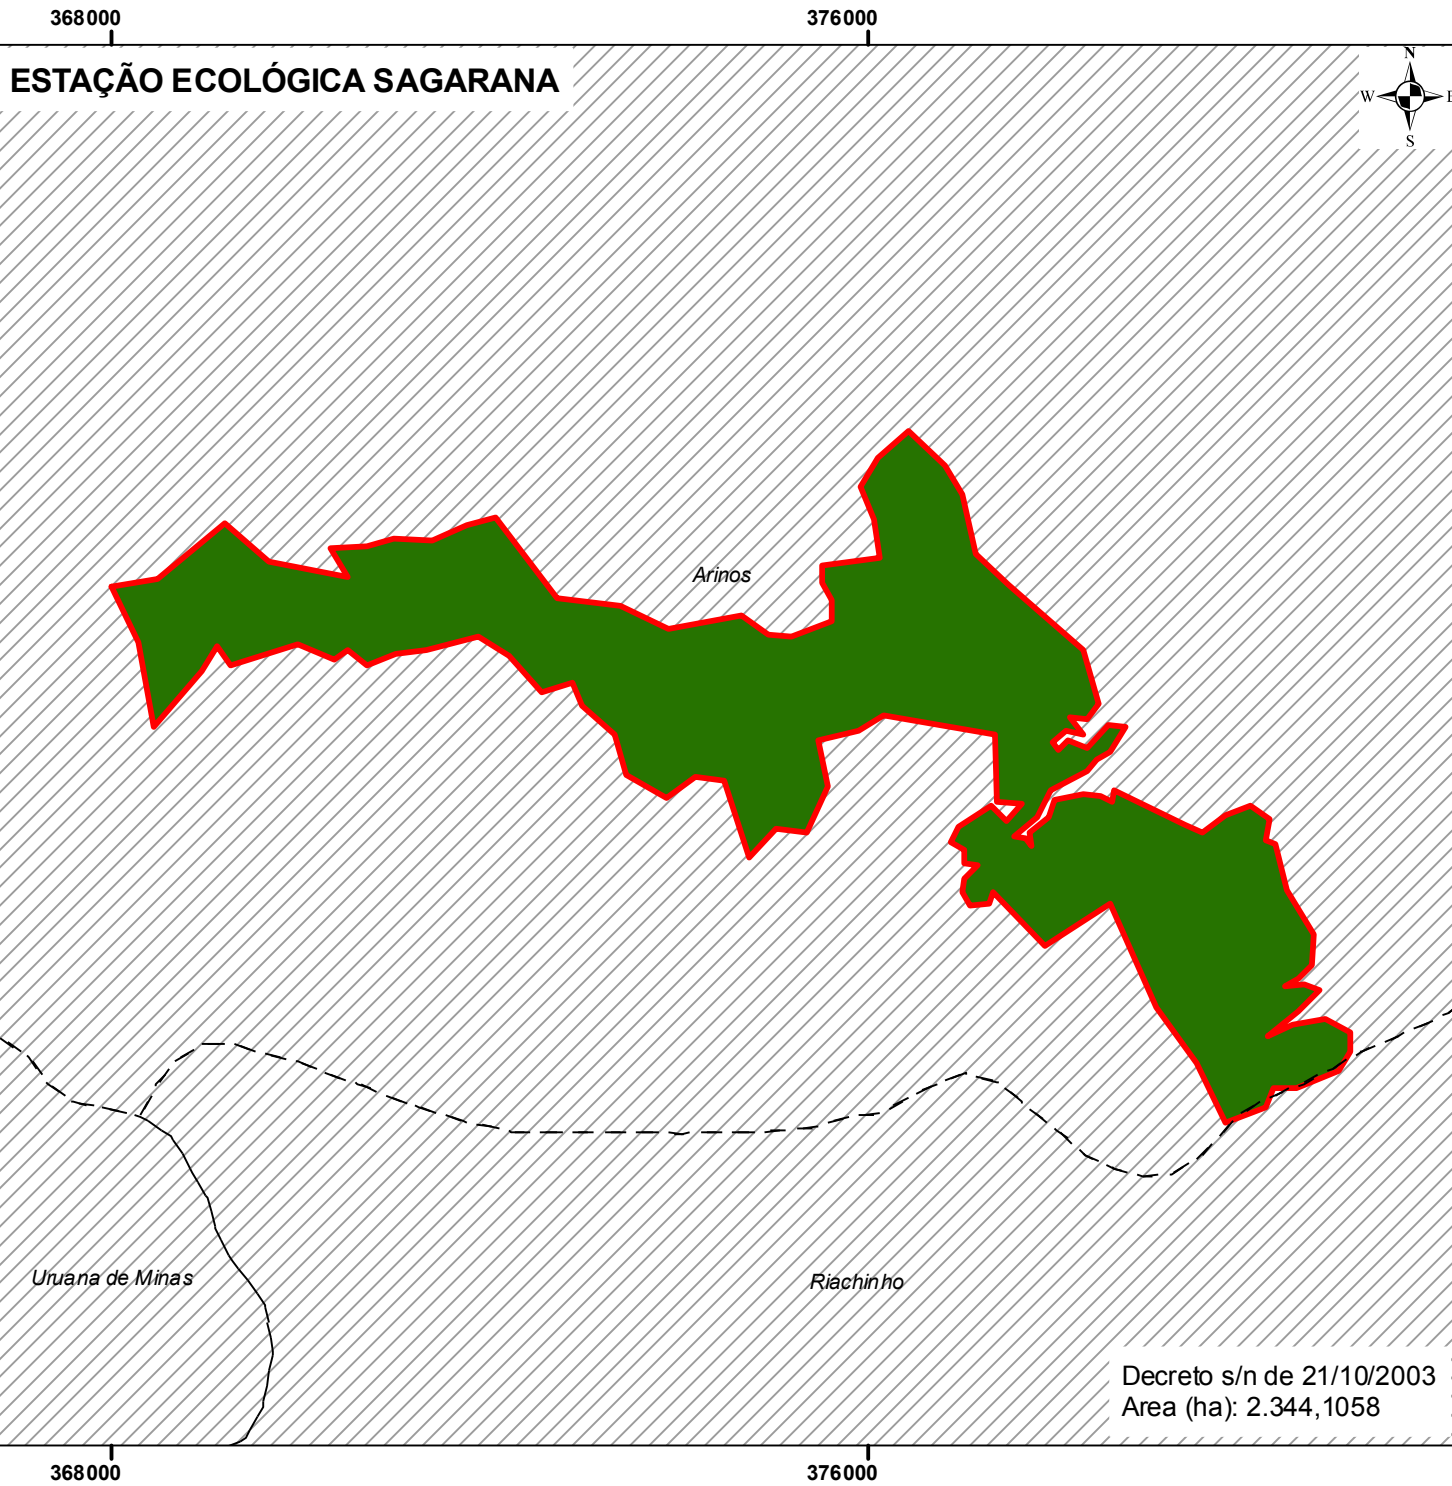 368000 376000
ESTAÇÃO ECOLÓGICA SAGARANA
N
W E
S
Arinos
Uruana de Minas
Riachinho
Decreto s/n de 21/10/2003
Area (ha): 2.344,1058
368000 376000